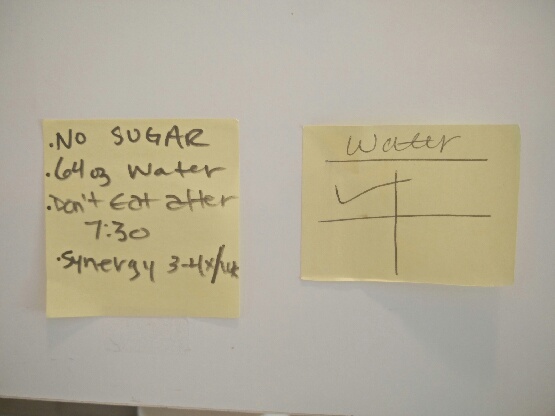 .NO SUGAR
.64 oz Water
.Don't Eat after
7:30
.Synergy 3-4x/wk
Water